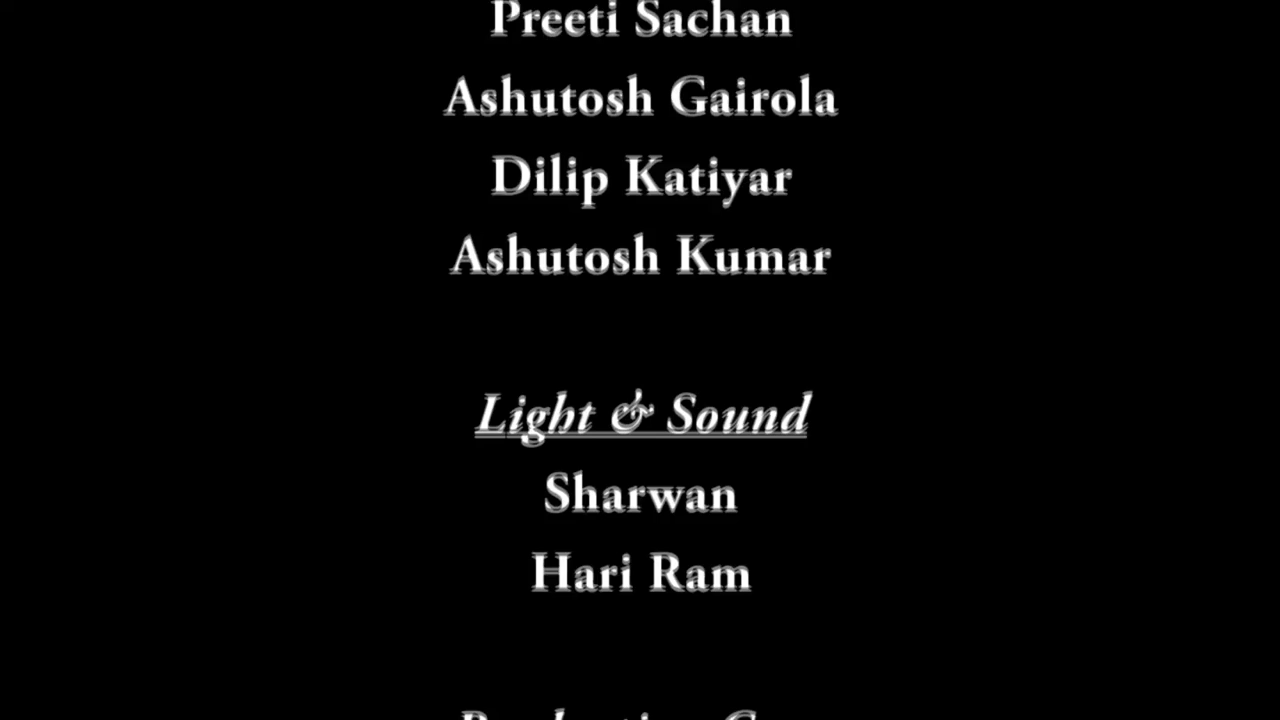 Preeti Sachan
Ashutosh Gairola
Dilip Katiyar
Ashutosh Kumar
Light & Sound
Sharwan
Hari Ram